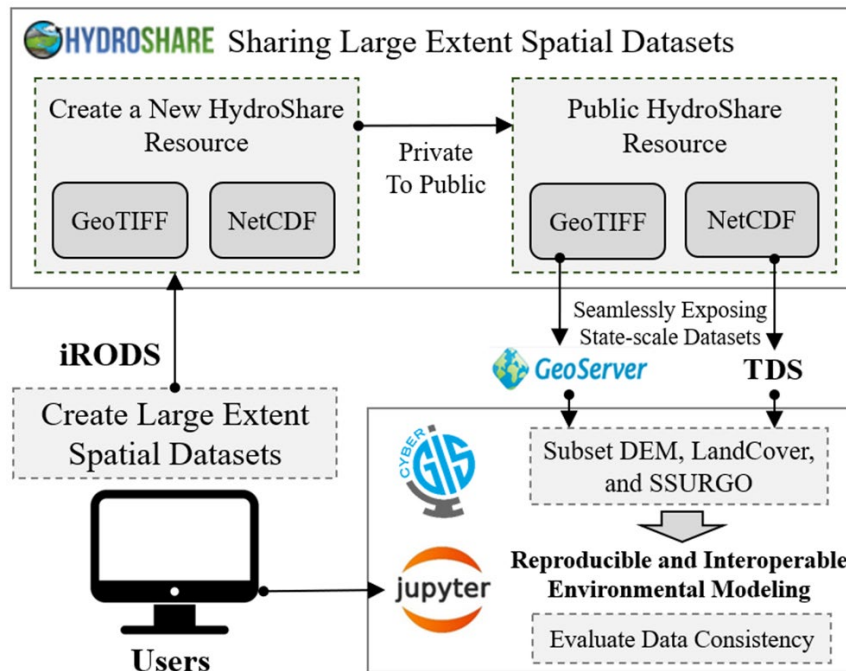 HYDROSHARE Sharing Large Extent Spatial Datasets
Create a New HydroShare
Resource
GeoTIFF
NetCDF
Private
To Public
Public HydroShare
Resource
GeoTIFF
NetCDF
Seamlessly Exposing
State-scale Datasets
iRODS
GeoServer
TDS
Create Large Extent
Spatial Datasets
CYBER
GIS
Subset DEM, LandCover,
and SSURGO
jupyter
Reproducible and Interoperable
Environmental Modeling
Evaluate Data Consistency
Users